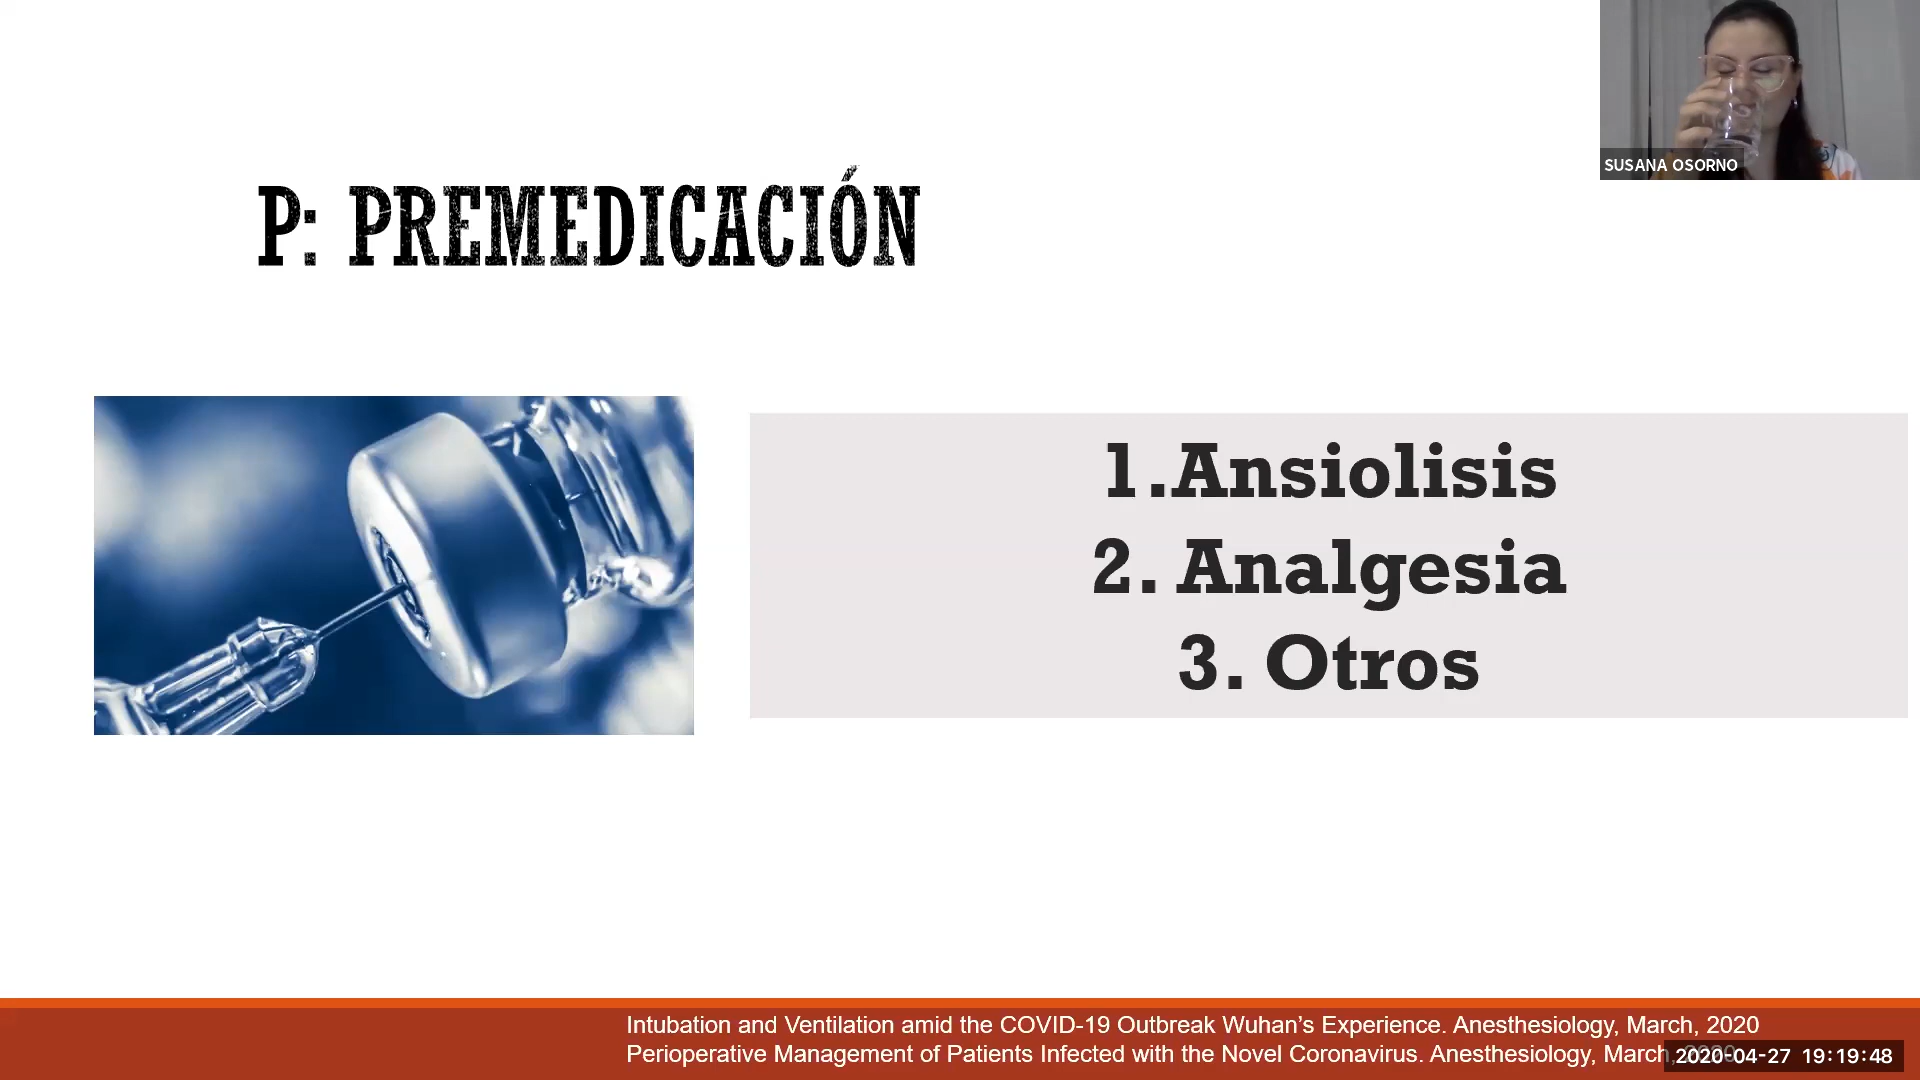 SUSANA OSORNO
P: PREMEDICACIÓN
1.Ansiolisis
2. Analgesia
3. Otros
Intubation and Ventilation amid the COVID-19 Outbreak Wuhan's Experience. Anesthesiology, March, 2020
Perioperative Management of Patients Infected with the Novel Coronavirus. Anesthesiology, March, 2020
2020-04-27 19:19:48